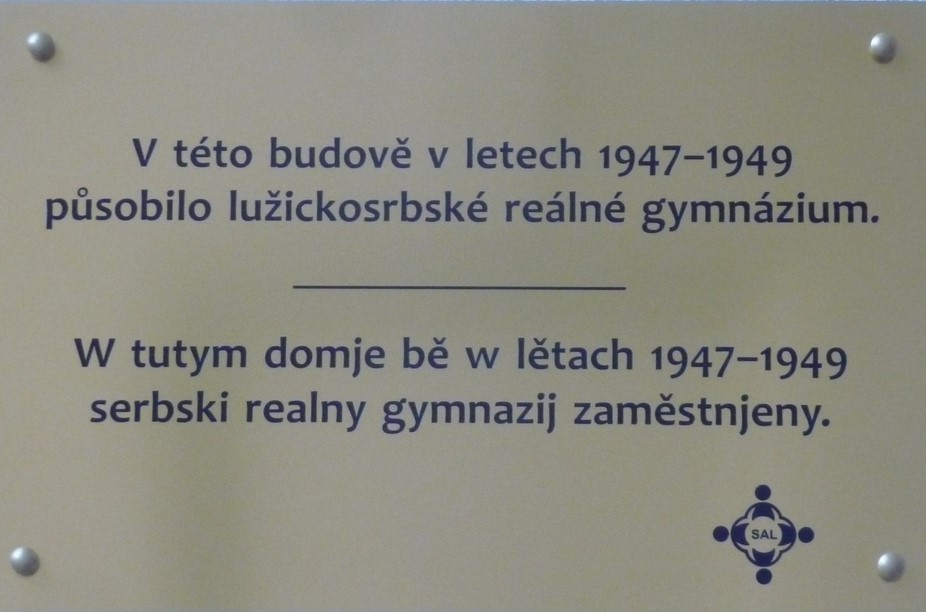 V této budově v letech 1947–1949
působilo lužickosrbské reálné gymnázium.
W tutym domje bě w lětach 1947–1949
serbski realny gymnazij zaměstnjeny.
SAL